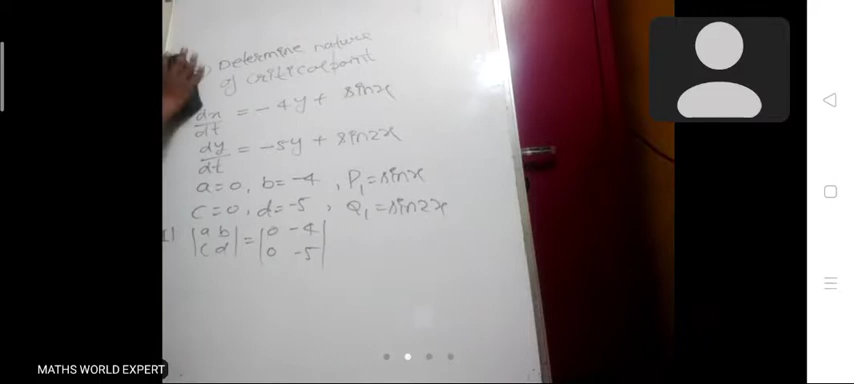 Determine nature
of critical point
dx/dt = -4y + sinx
dy/dt = -5y + sin2x
a=0, b=-4, P₁=sinx
c=0, d=-5, Q₁=sin2x
1) |a b; c d| = |0 -4; 0 -5|
MATHS WORLD EXPERT